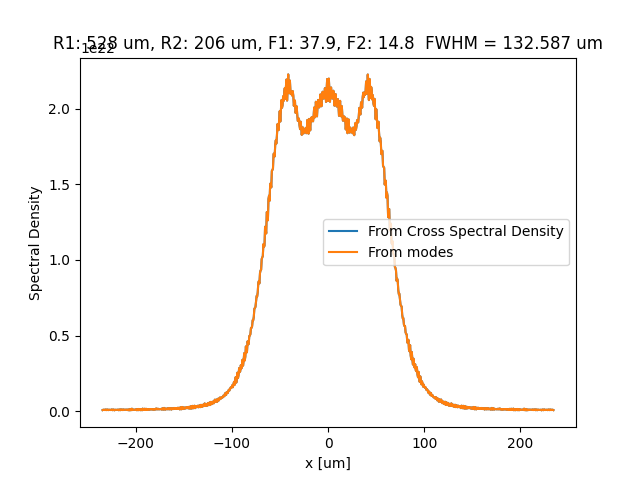 R1: 528 um, R2: 206 um, F1: 37.9, F2: 14.8  FWHM = 132.587 um
1e22
2.0
1.5
1.0
0.5
0.0
Spectral Density
From Cross Spectral Density
From modes
−200
−100
0
100
200
x [um]